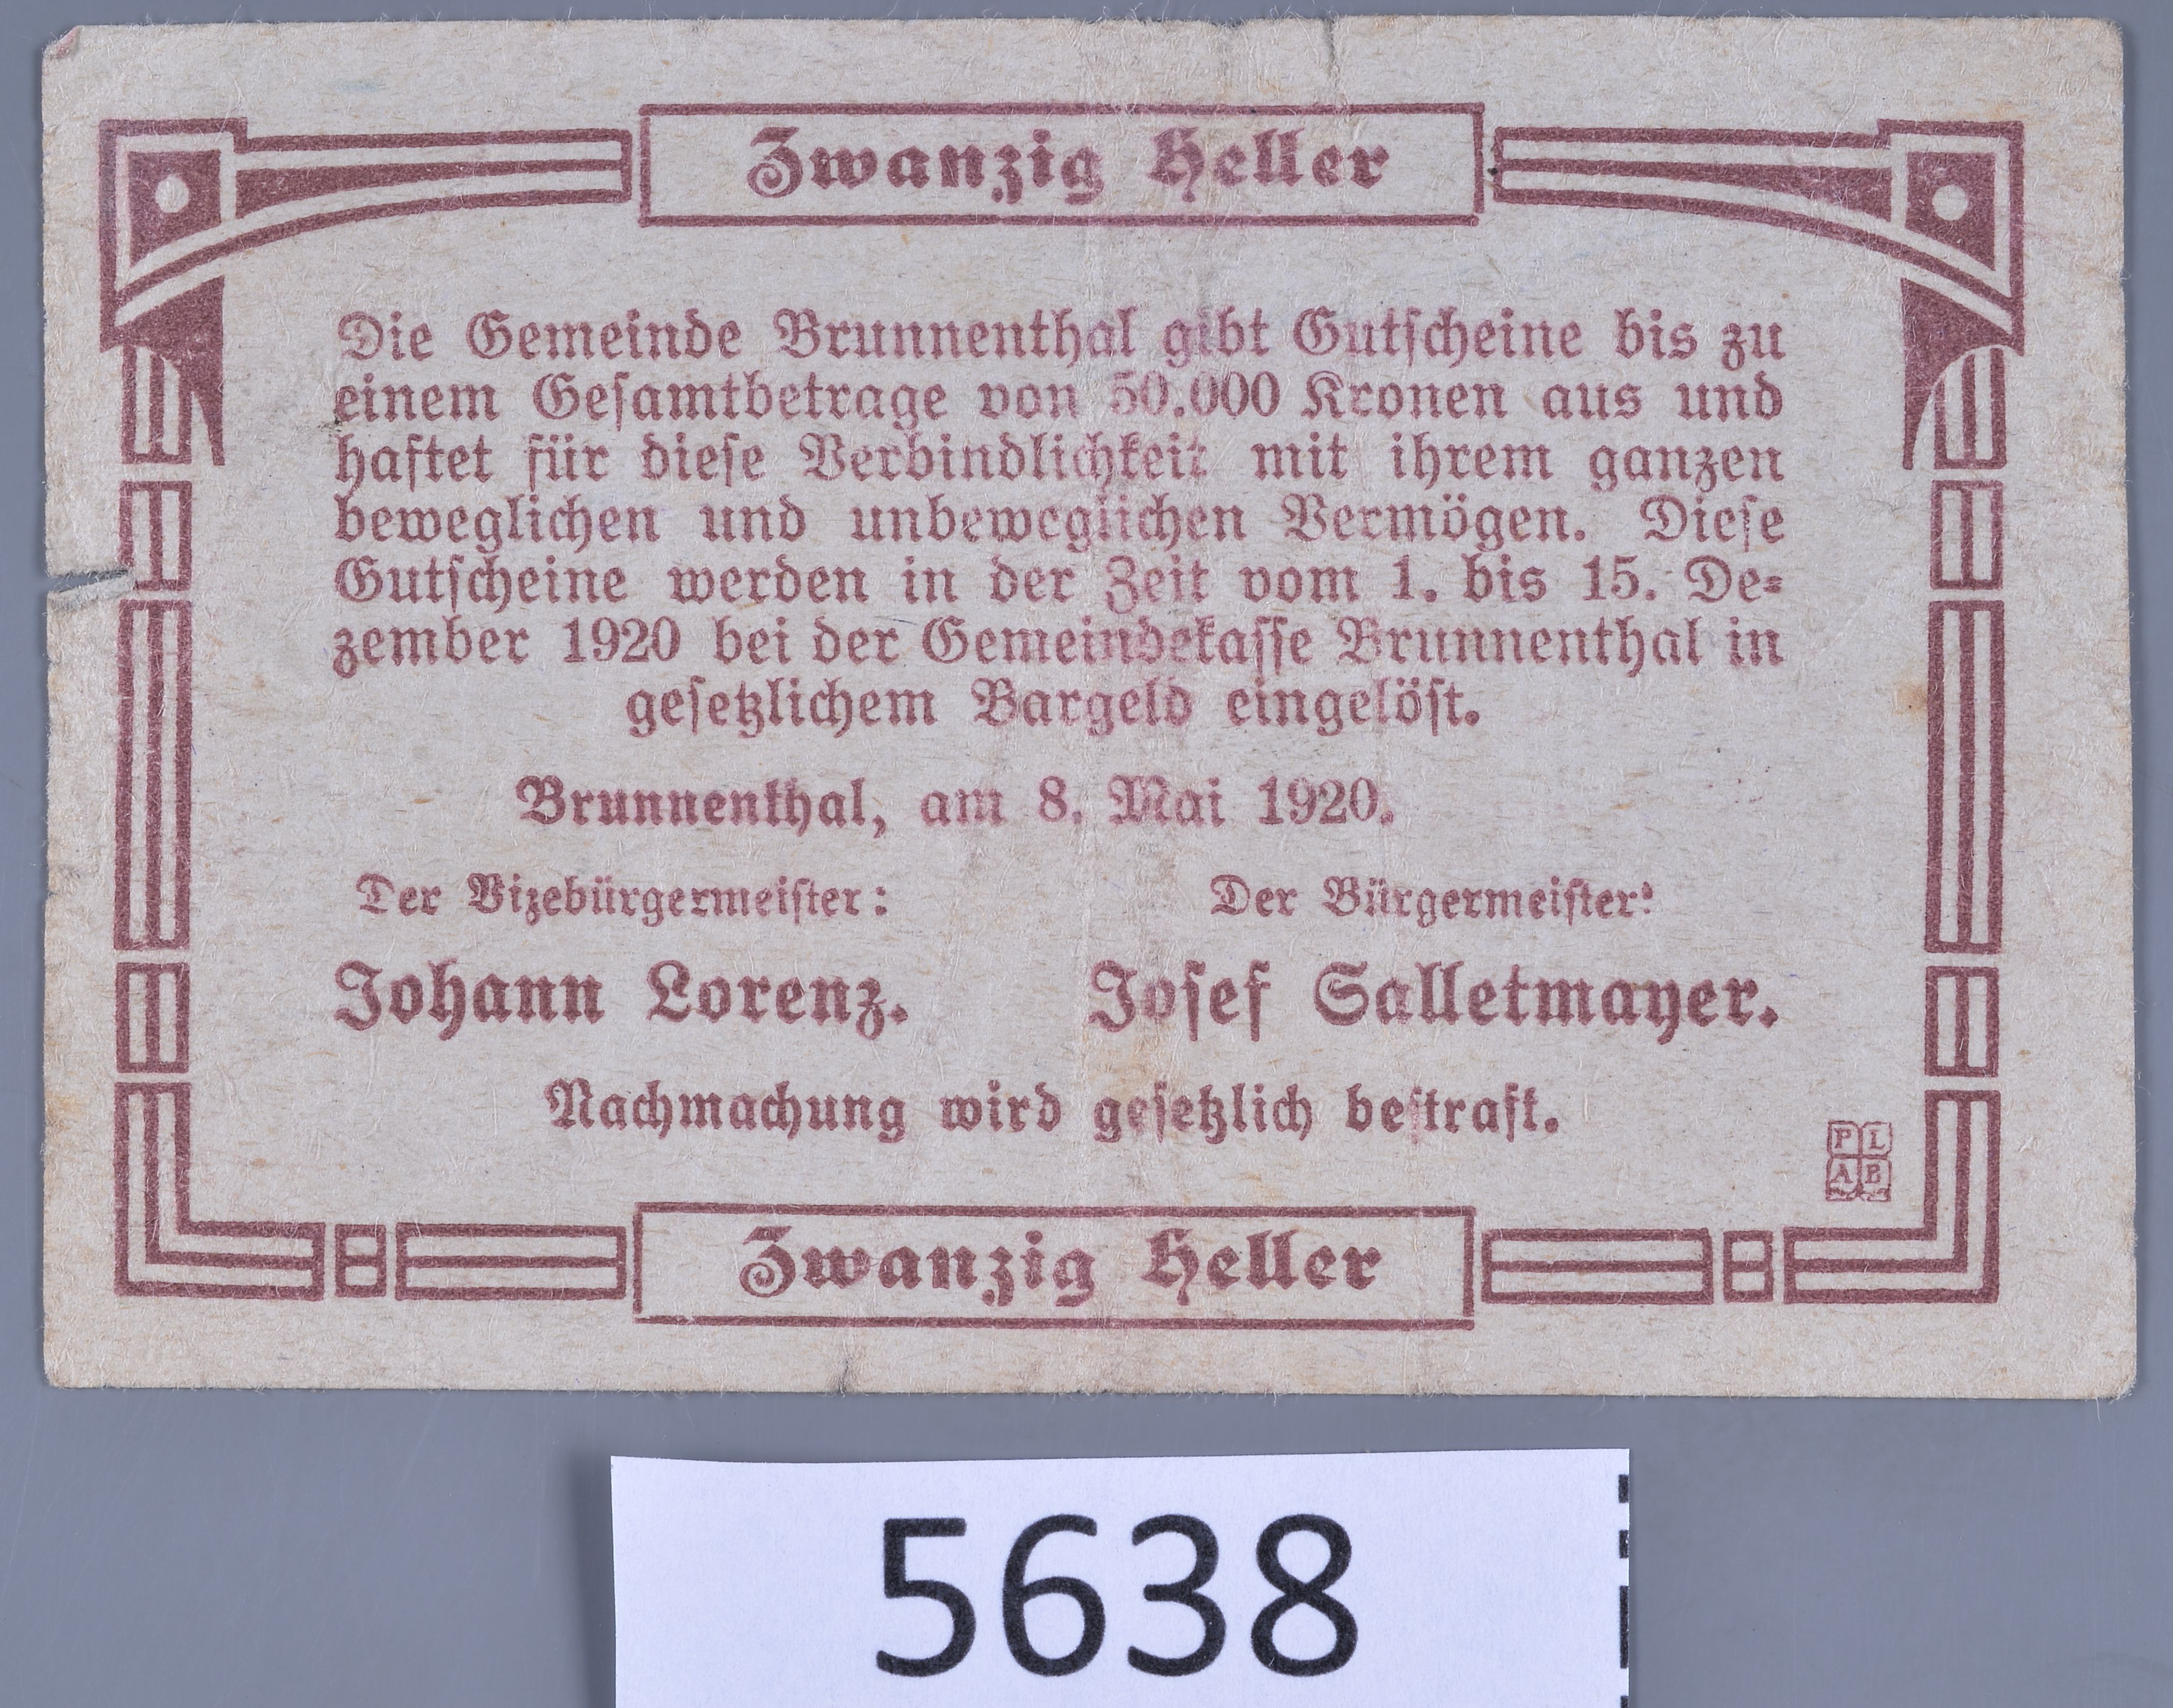 Zwanzig Heller
Die Gemeinde Brunnenthal gibt Gutscheine bis zu
einem Gesamtbetrage von 50.000 Kronen aus und
haftet für diese Verbindlichkeit mit ihrem ganzen
beweglichen und unbeweglichen Vermögen. Diese
Gutscheine werden in der Zeit vom 1. bis 15. De-
zember 1920 bei der Gemeindekasse Brunnenthal in
gesetzlichem Bargeld eingelöst.
Brunnenthal, am 8. Mai 1920.
Der Vizebürgermeister: Der Bürgermeister:
Johann Lorenz. Josef Salletmayer.
Nachmachung wird gesetzlich bestraft.
P L
A B
Zwanzig Heller
5638